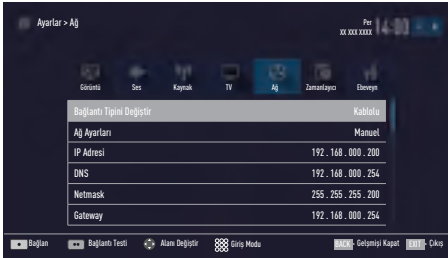 Ayarlar > Ağ
Per
xx xxx xxxx
14:00
Görüntü Ses Kaynak TV Ağ Zamanlayıcı Ebeveyn
Bağlantı Tipini Değiştir Kablolu
Ağ Ayarları Manuel
IP Adresi 192 . 168 . 000 . 200
DNS 192 . 168 . 000 . 254
Netmask 255 . 255 . 255 . 200
Gateway 192 . 168 . 000 . 254
Bağlan Bağlantı Testi Alanı Değiştir Giriş Modu BACK - Gelşmişi Kapat EXIT - Çıkış